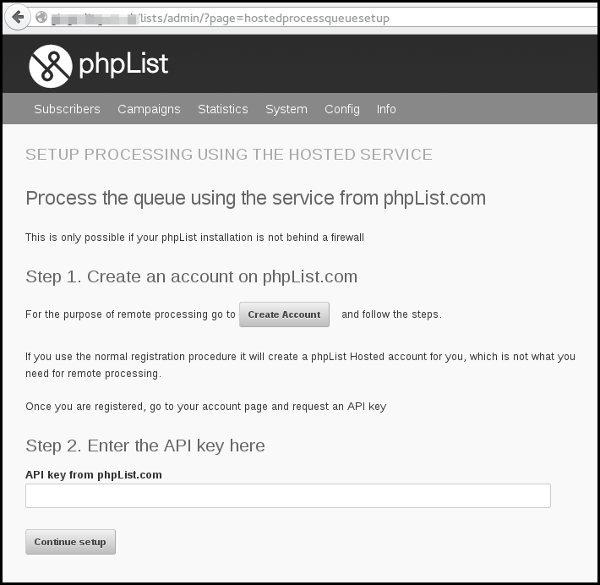 /lists/admin/?page=hostedprocessqueuesetup
phpList
Subscribers Campaigns Statistics System Config Info
SETUP PROCESSING USING THE HOSTED SERVICE
Process the queue using the service from phpList.com
This is only possible if your phpList installation is not behind a firewall
Step 1. Create an account on phpList.com
For the purpose of remote processing go to Create Account and follow the steps.
If you use the normal registration procedure it will create a phpList Hosted account for you, which is not what you
need for remote processing.
Once you are registered, go to your account page and request an API key
Step 2. Enter the API key here
API key from phpList.com
Continue setup